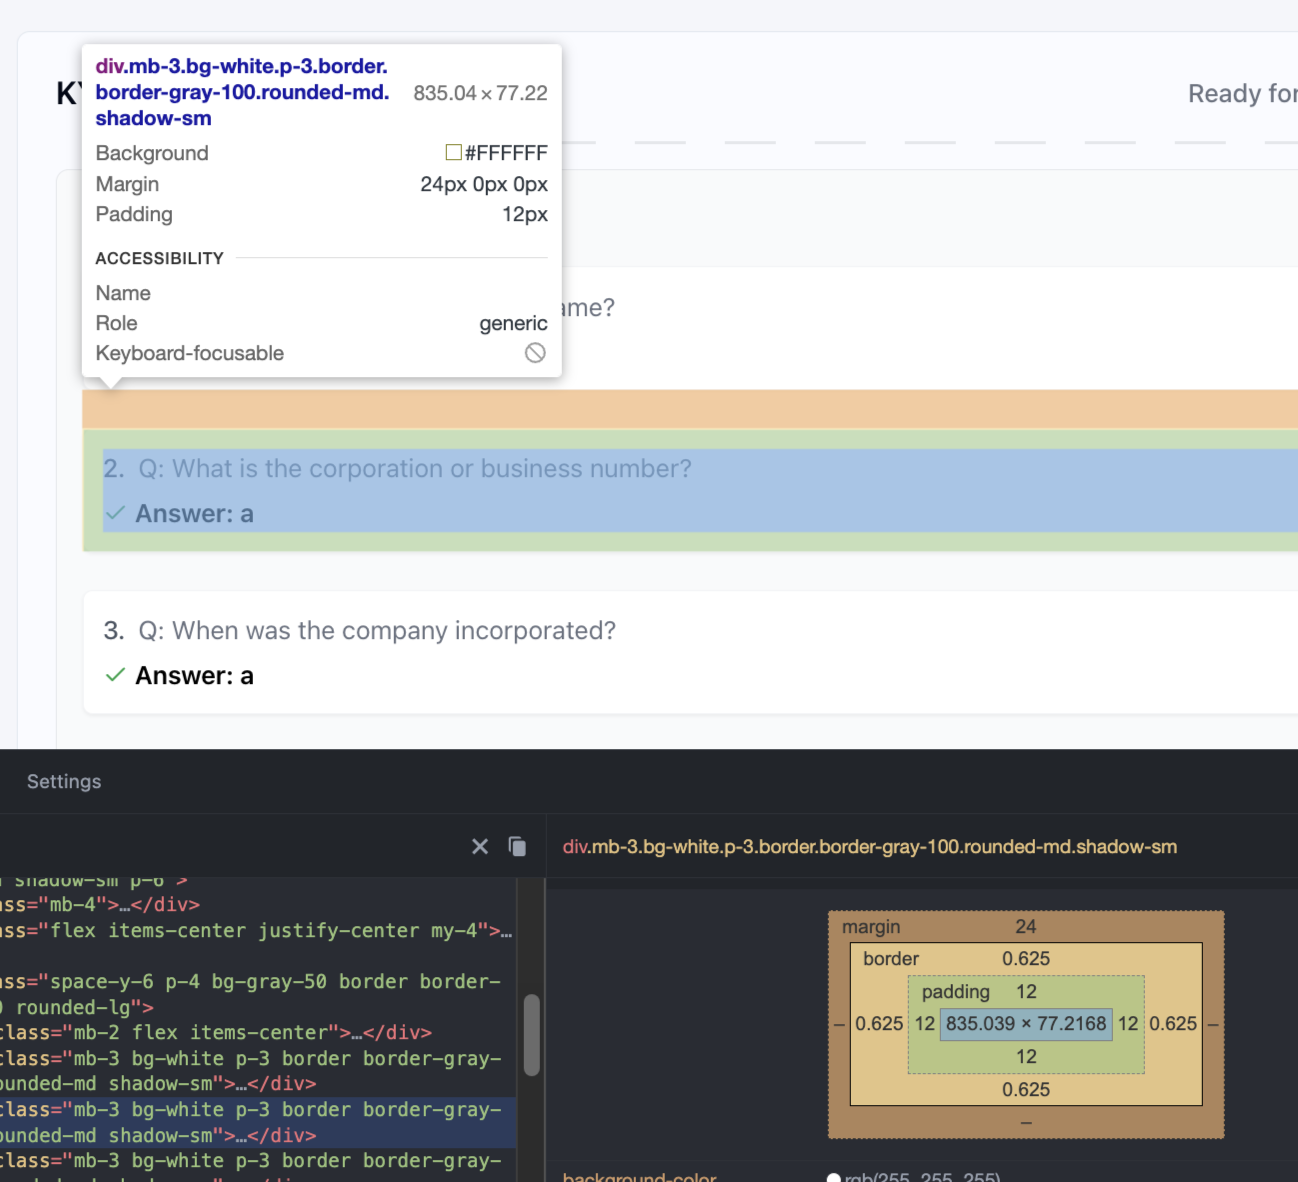 div.mb-3.bg-white.p-3.border.
border-gray-100.rounded-md. 835.04 × 77.22
shadow-sm
Background #FFFFFF
Margin 24px 0px 0px
Padding 12px
ACCESSIBILITY
Name
Role generic
Keyboard-focusable
K
Ready for
ame?
2. Q: What is the corporation or business number?
Answer: a
3. Q: When was the company incorporated?
Answer: a
Settings
shadow-sm p-6">
ass="mb-4">…</div>
ass="flex items-center justify-center my-4">…
ass="space-y-6 p-4 bg-gray-50 border border-
rounded-lg">
class="mb-2 flex items-center">…</div>
class="mb-3 bg-white p-3 border border-gray-
ounded-md shadow-sm">…</div>
class="mb-3 bg-white p-3 border border-gray-
ounded-md shadow-sm">…</div>
class="mb-3 bg-white p-3 border border-gray-
div.mb-3.bg-white.p-3.border.border-gray-100.rounded-md.shadow-sm
margin 24
border 0.625
padding 12
– 0.625 12 835.039 × 77.2168 12 0.625 –
12
0.625
–
background-color rgb(255, 255, 255)